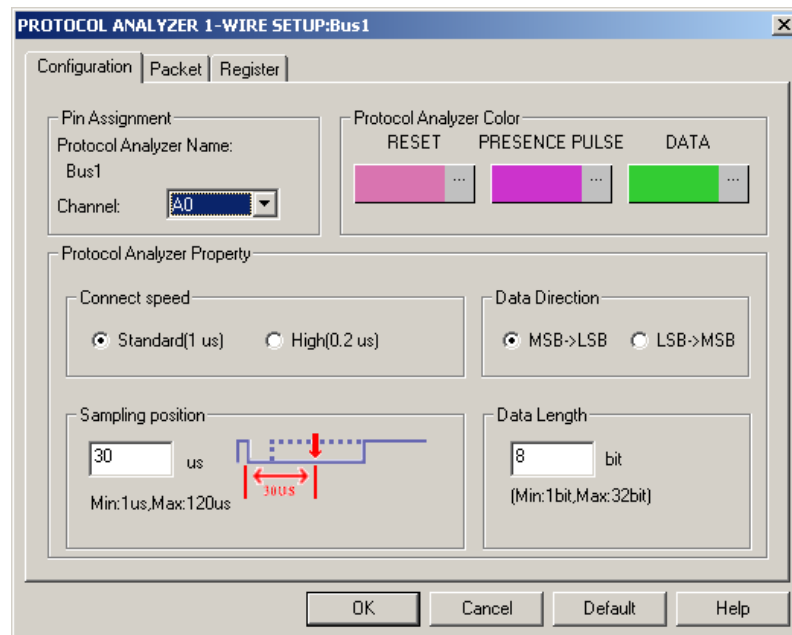 PROTOCOL ANALYZER 1-WIRE SETUP:Bus1
Configuration Packet Register
Pin Assignment
Protocol Analyzer Name:
Bus1
Channel: A0
Protocol Analyzer Color
RESET PRESENCE PULSE DATA
... ... ...
Protocol Analyzer Property
Connect speed
Standard(1 us) High(0.2 us)
Data Direction
MSB->LSB LSB->MSB
Sampling position
30 us
30US
Min:1us,Max:120us
Data Length
8 bit
(Min:1bit,Max:32bit)
OK Cancel Default Help